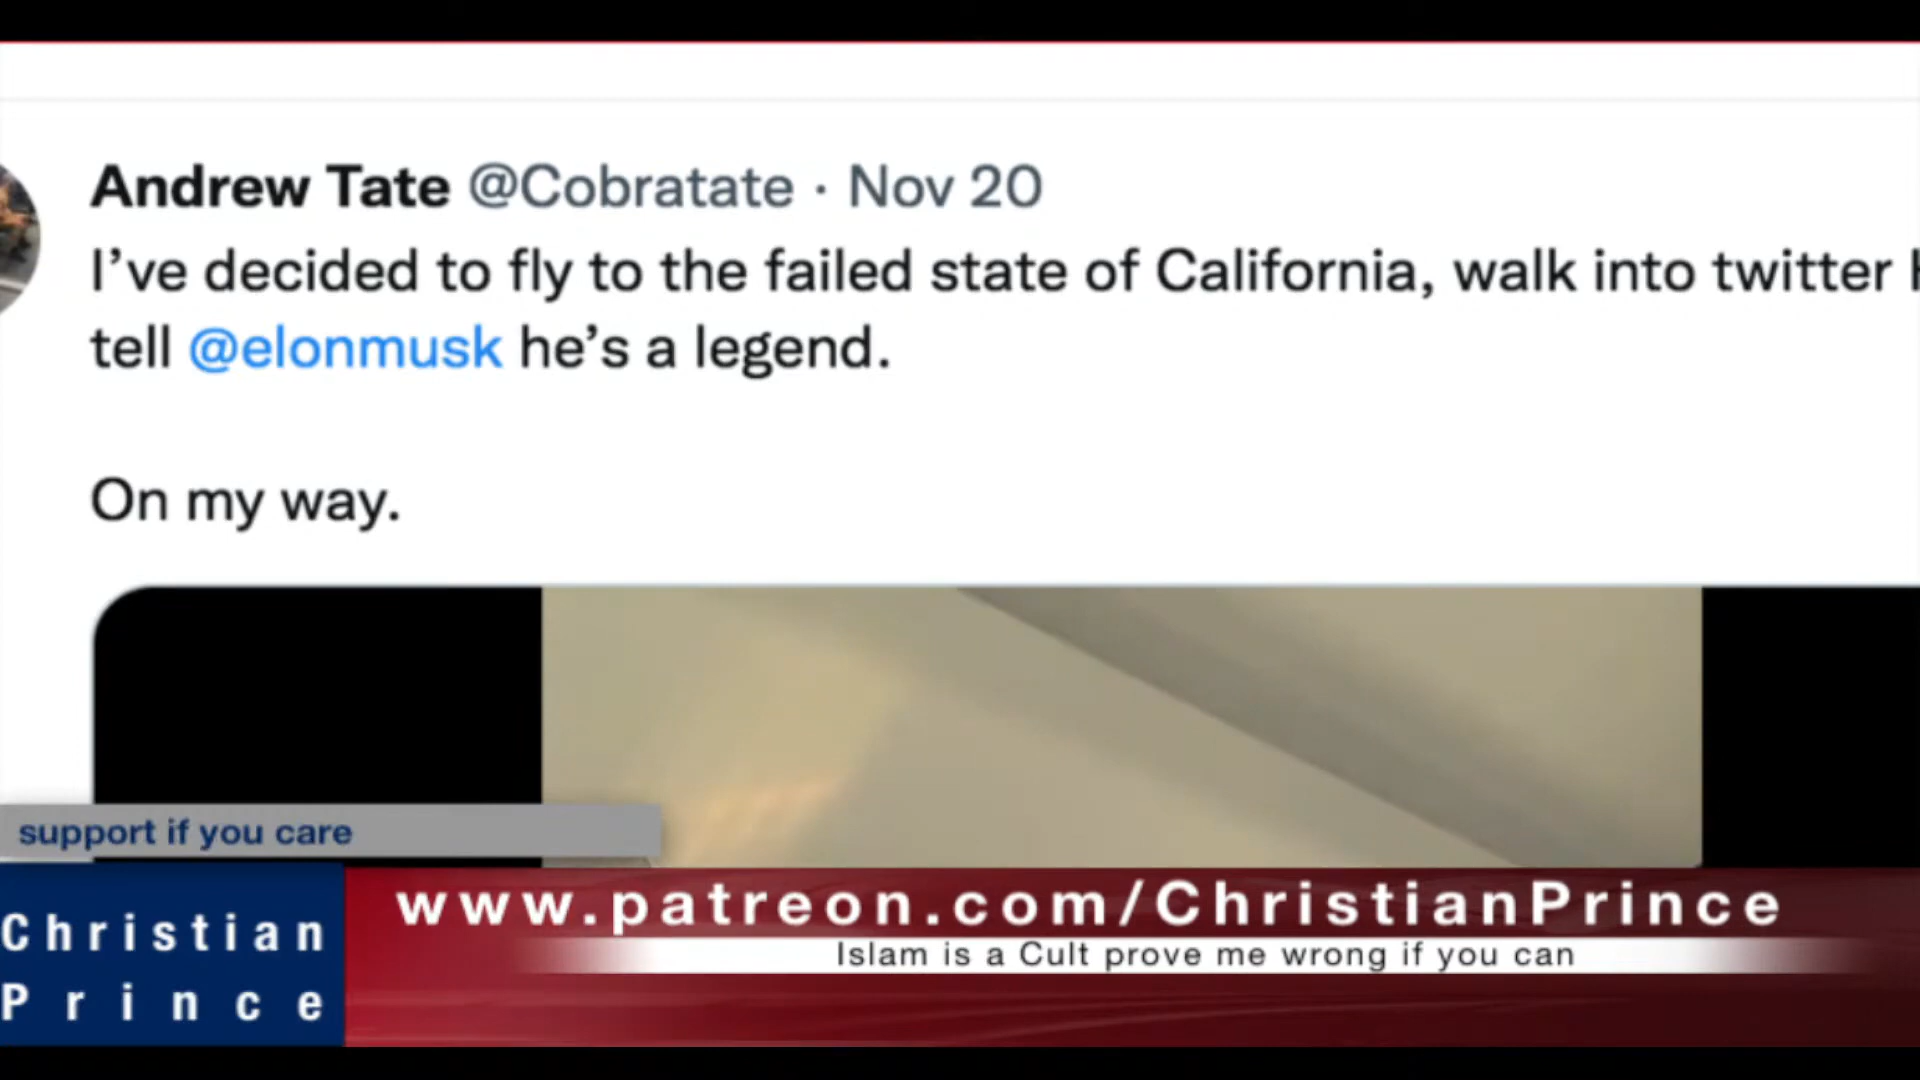 Andrew Tate @Cobratate · Nov 20
I’ve decided to fly to the failed state of California, walk into twitter
tell @elonmusk he’s a legend.
On my way.
support if you care
Christian
Prince
www.patreon.com/ChristianPrince
Islam is a Cult prove me wrong if you can